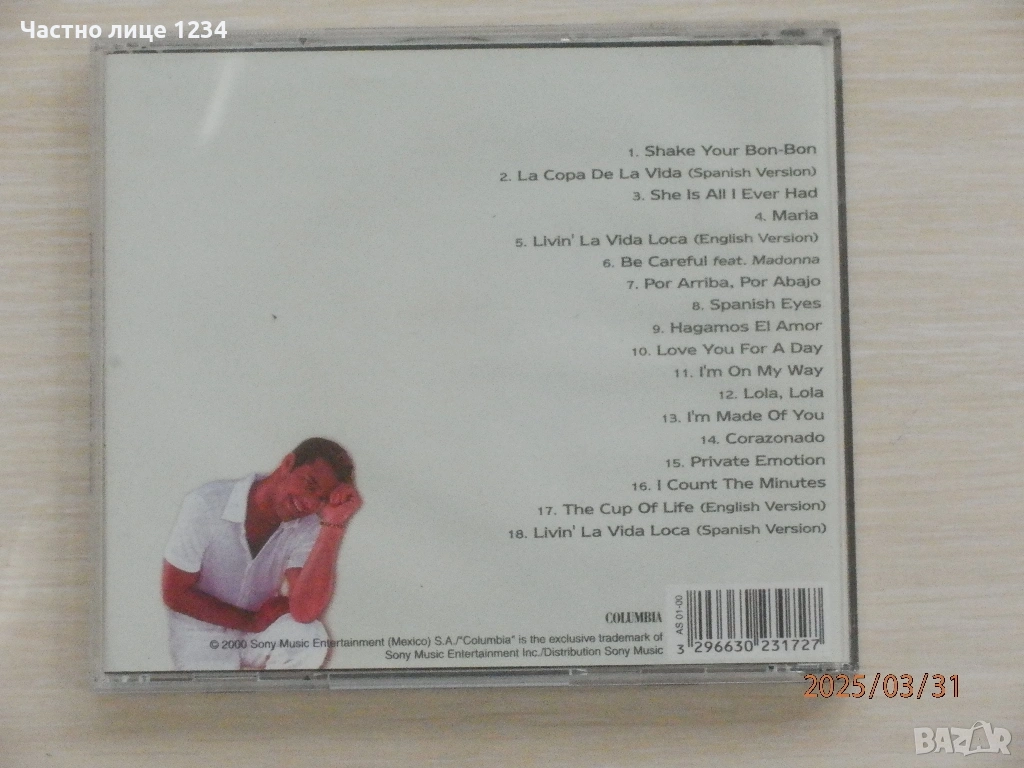 Частно лице 1234
1. Shake Your Bon-Bon
2. La Copa De La Vida (Spanish Version)
3. She Is All I Ever Had
4. Maria
5. Livin' La Vida Loca (English Version)
6. Be Careful feat. Madonna
7. Por Arriba, Por Abajo
8. Spanish Eyes
9. Hagamos El Amor
10. Love You For A Day
11. I'm On My Way
12. Lola, Lola
13. I'm Made Of You
14. Corazonado
15. Private Emotion
16. I Count The Minutes
17. The Cup Of Life (English Version)
18. Livin' La Vida Loca (Spanish Version)
COLUMBIA
© 2000 Sony Music Entertainment (Mexico) S.A./"Columbia" is the exclusive trademark of
Sony Music Entertainment Inc./Distribution Sony Music
AS 01-00
3 296630 231727
2025/03/31
BAZAR